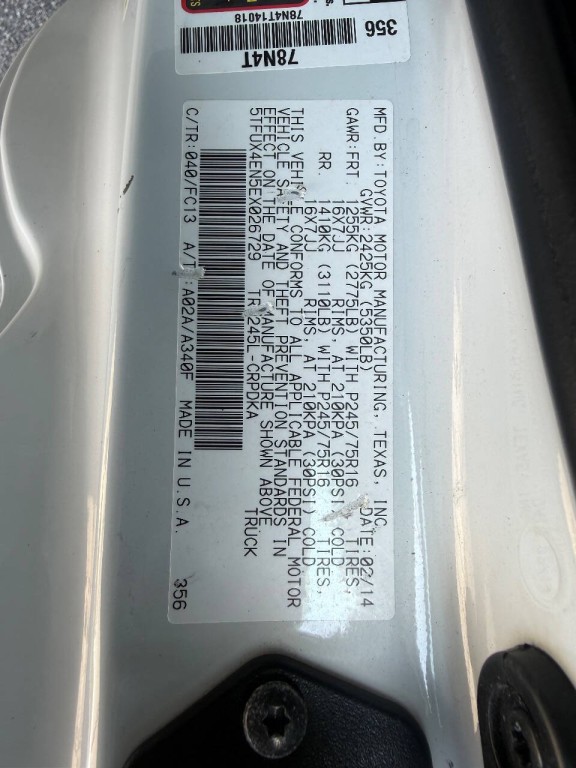 356
78N4T14018
78N4T
MFD. BY: TOYOTA MOTOR MANUFACTURING, TEXAS, INC.
GVWR: 2425KG (5350LB) DATE: 02/14
GAWR: FRT. 1255KG (2775LB) WITH P245/75R16 TIRES,
16X7JJ RIMS, AT 210KPA (30PSI) COLD
RR. 1410KG (3110LB) WITH P245/75R16 TIRES,
16X7JJ RIMS, AT 210KPA (30PSI) COLD.
THIS VEHICLE CONFORMS TO ALL APPLICABLE FEDERAL MOTOR
VEHICLE SAFETY AND THEFT PREVENTION STANDARDS IN
EFFECT ON THE DATE OF MANUFACTURE SHOWN ABOVE.
5TFUX4EN5EX026729 TRUCK
TR: 245L-CRPDKA
C/TR: 040/FC13 A/T: A02A/A340F MADE IN U.S.A. 356